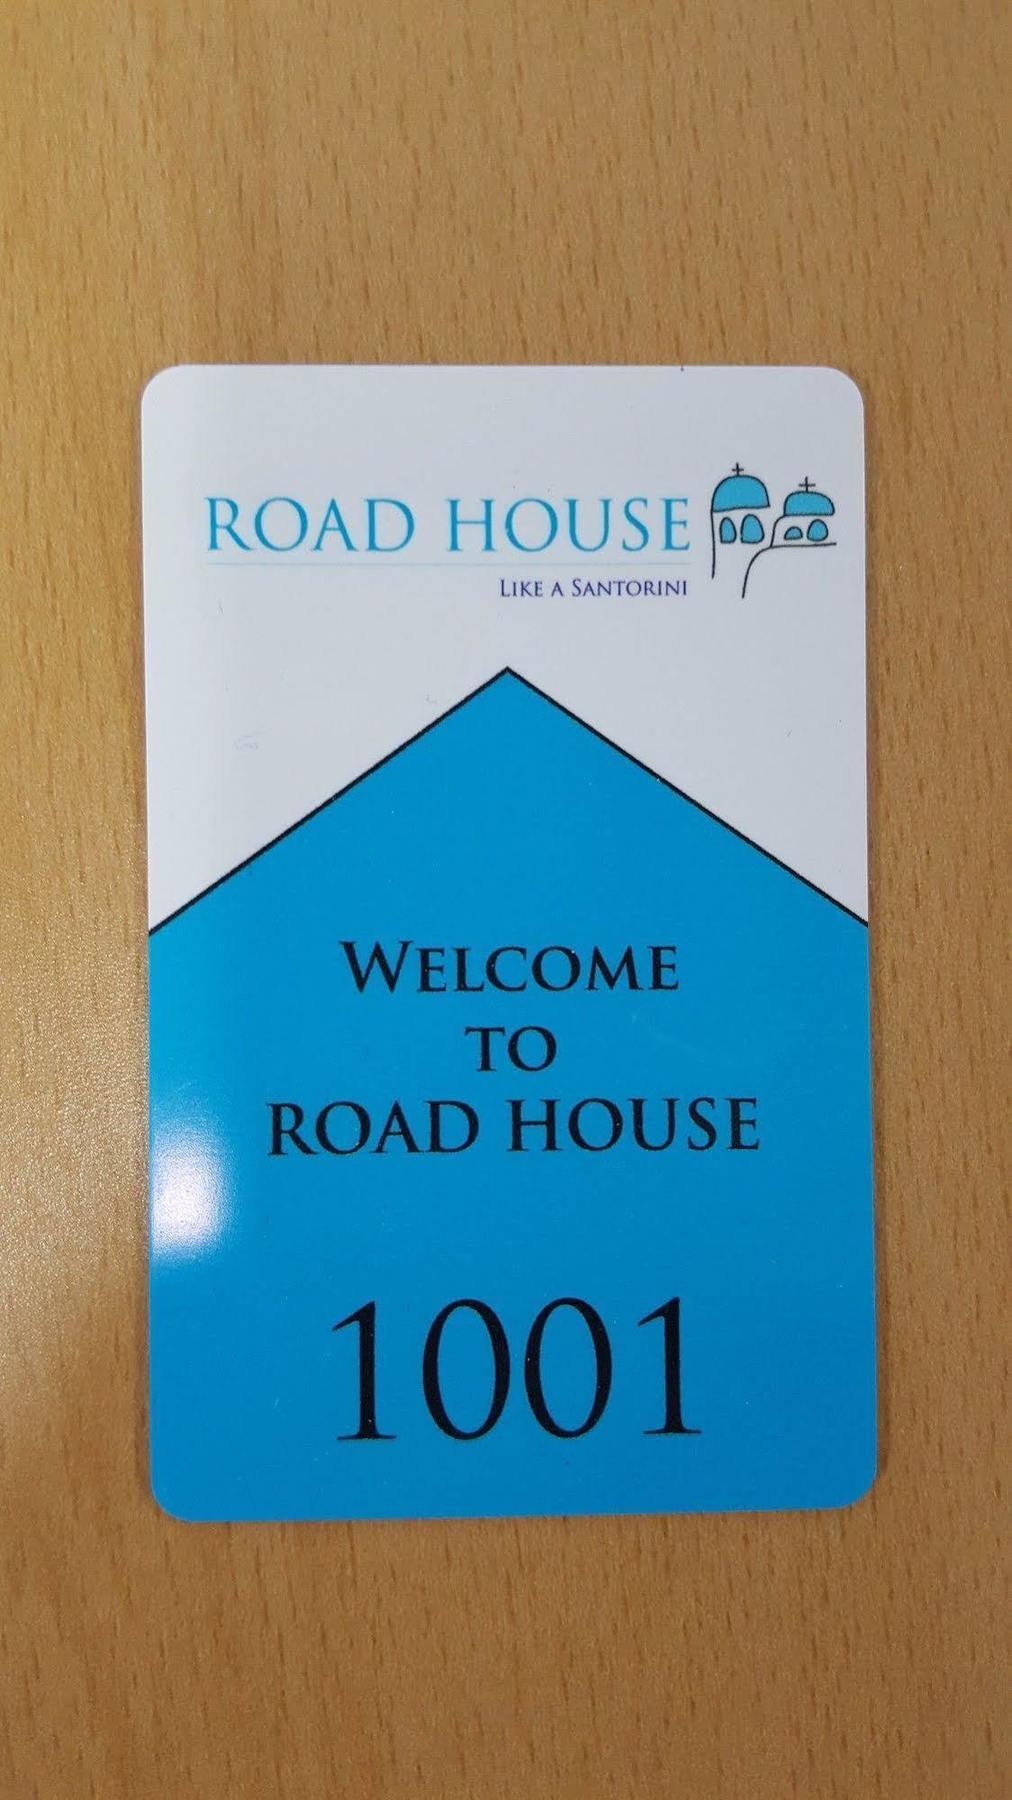 ROAD HOUSE
LIKE A SANTORINI
WELCOME
TO
ROAD HOUSE
1001